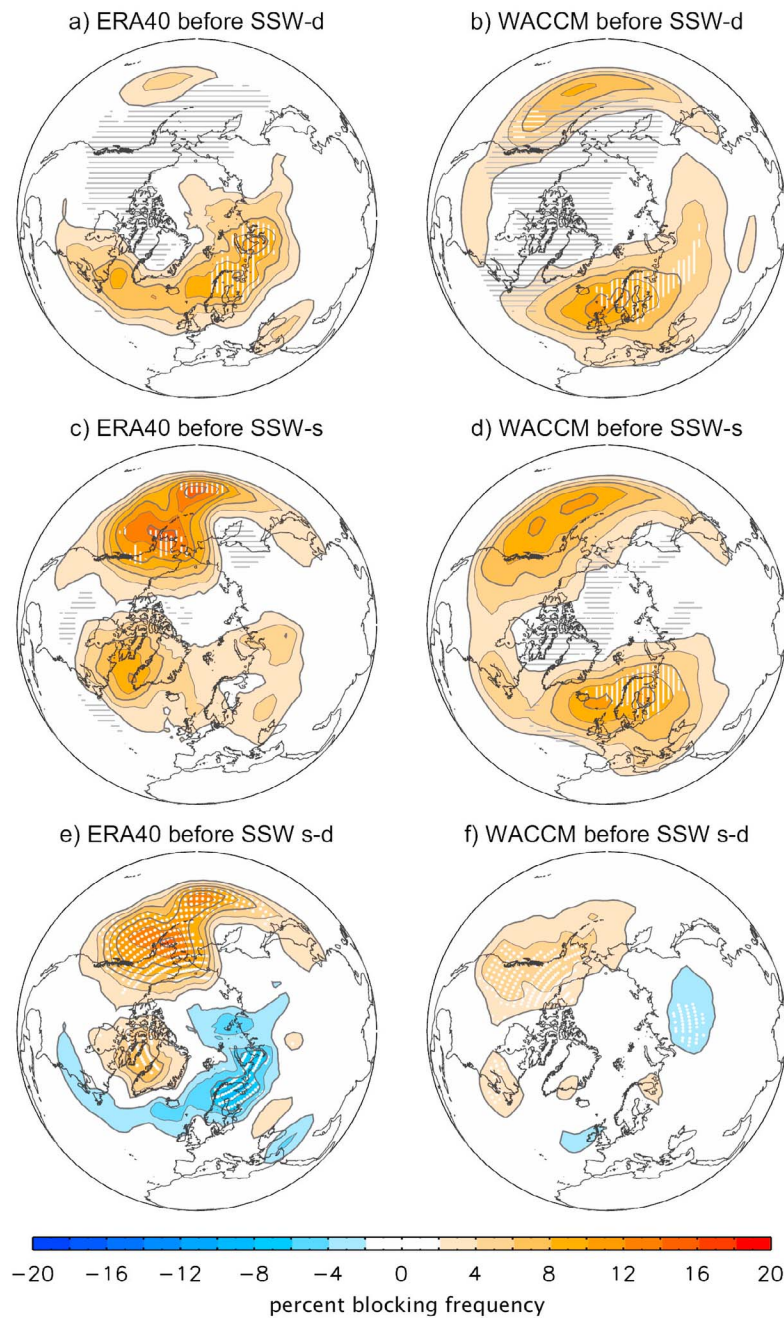 a) ERA40 before SSW-d
b) WACCM before SSW-d
c) ERA40 before SSW-s
d) WACCM before SSW-s
e) ERA40 before SSW s-d
f) WACCM before SSW s-d
−20 −16 −12 −8 −4 0 4 8 12 16 20
percent blocking frequency